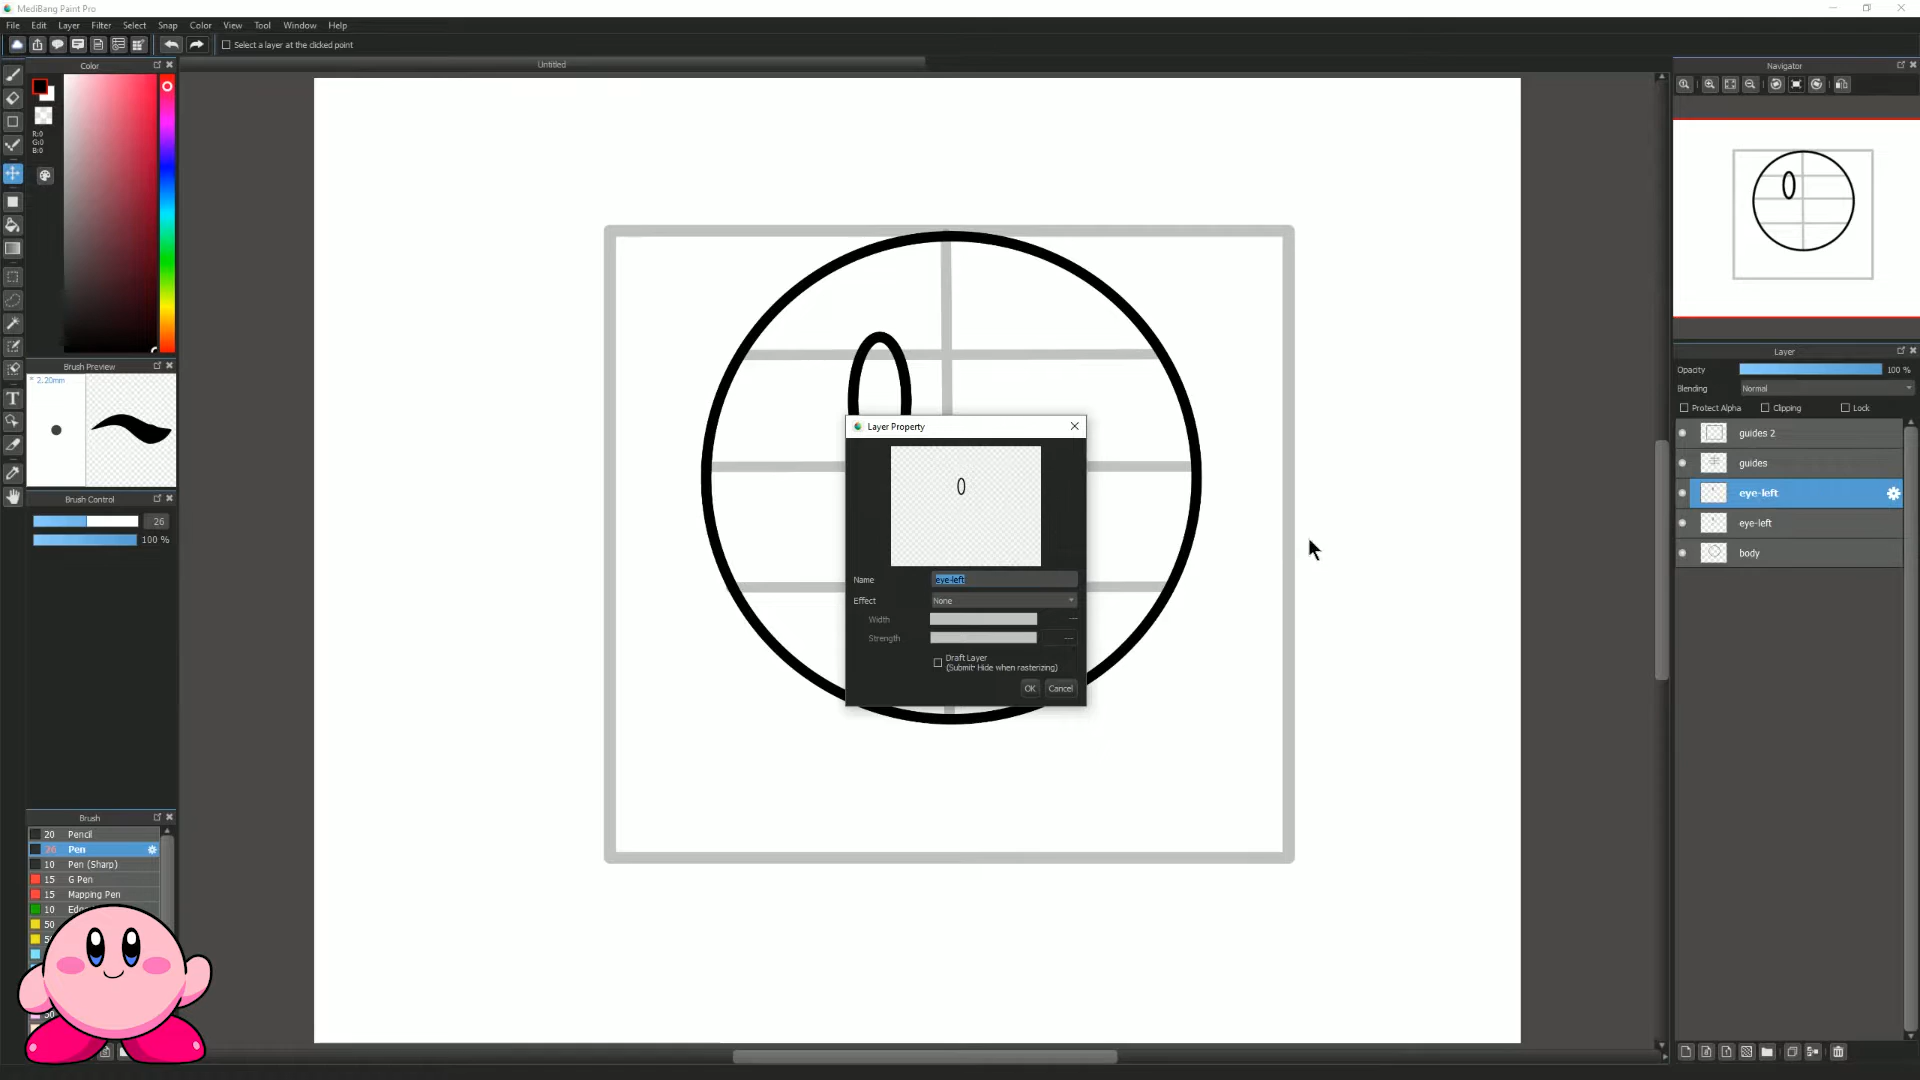 MediBang Paint Pro
File Edit Layer Filter Select Snap Color View Tool Window Help
Select a layer at the clicked point
Color
Untitled
Navigator
R:0
G:0
B:0
Brush Preview
* 2.20mm
Brush Control
26
100 %
Brush
20 Pencil
26 Pen
10 Pen (Sharp)
15 G Pen
15 Mapping Pen
10
50
Layer Property
Name eye-left
Effect None
Width ---
Strength ---
Draft Layer
(Submit: Hide when rasterizing)
OK Cancel
Layer
Opacity 100 %
Blending Normal
Protect Alpha Clipping Lock
guides 2
guides
eye-left
eye-left
body